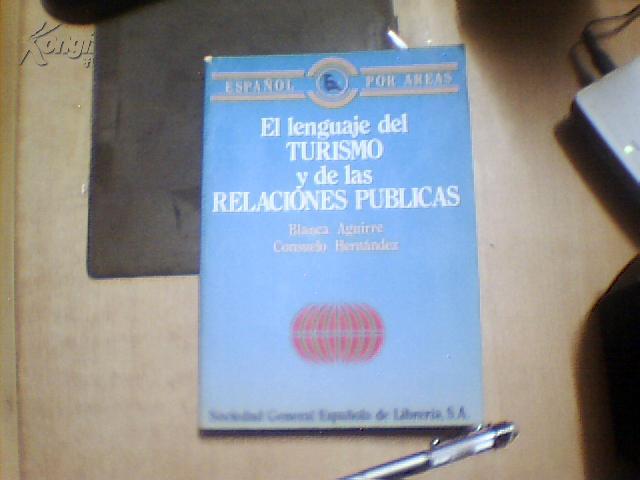 Kongf
ESPAÑOL POR AREAS
El lenguaje del
TURISMO
y de las
RELACIONES PUBLICAS
Blanca Aguirre
Consuelo Hernández
Sociedad General Española de Librería, S.A.